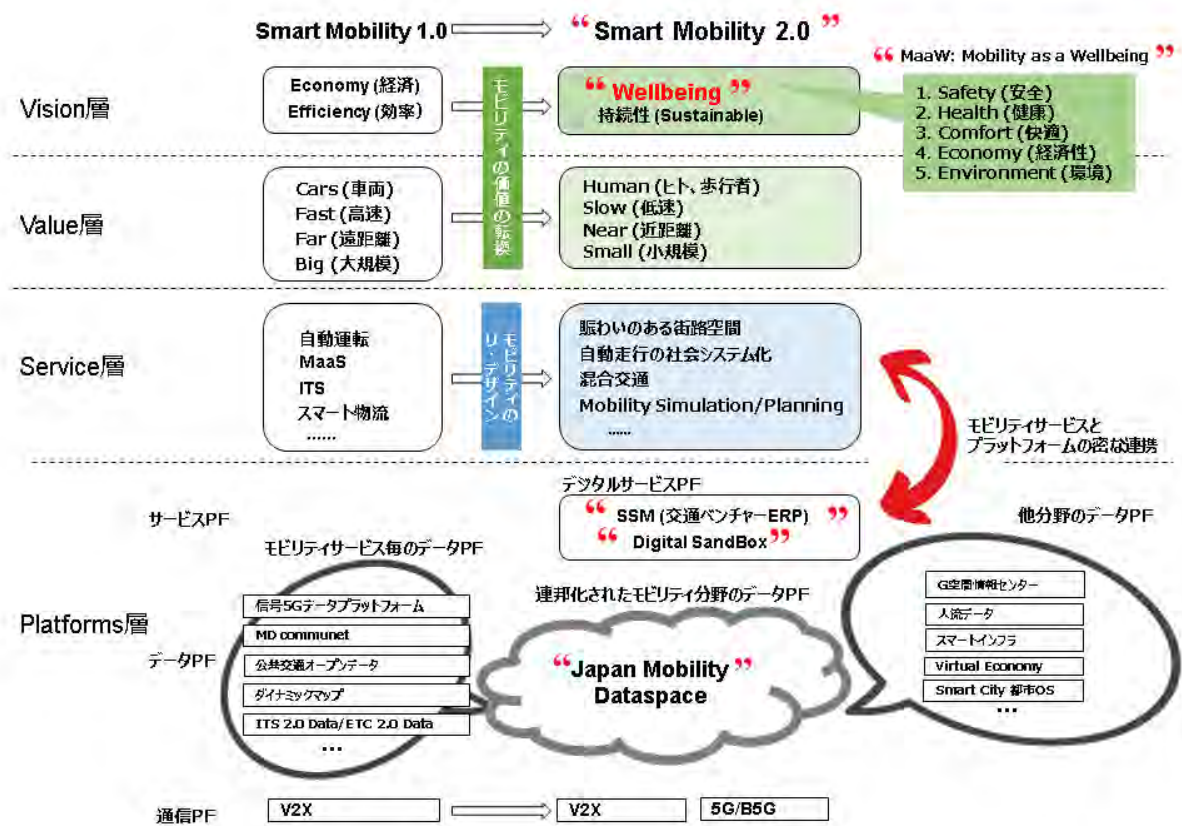 Smart Mobility 1.0
“ Smart Mobility 2.0 ”
“ MaaW: Mobility as a Wellbeing ”
Vision層
Economy (経済)
Efficiency (効率)
モビリティの価値の転換
“ Wellbeing ”
持続性 (Sustainable)
1. Safety (安全)
2. Health (健康)
3. Comfort (快適)
4. Economy (経済性)
5. Environment (環境)
Value層
Cars (車両)
Fast (高速)
Far (遠距離)
Big (大規模)
Human (ヒト、歩行者)
Slow (低速)
Near (近距離)
Small (小規模)
Service層
自動運転
MaaS
ITS
スマート物流
......
モビリティの
リ・デザイン
賑わいのある街路空間
自動走行の社会システム化
混合交通
Mobility Simulation/Planning
......
モビリティサービスと
プラットフォームの密な連携
Platforms層
サービスPF
デジタルサービスPF
“ SSM (交通ベンチャーERP) ”
“ Digital SandBox ”
データPF
モビリティサービス毎のデータPF
信号5Gデータプラットフォーム
MD communet
公共交通オープンデータ
ダイナミックマップ
ITS 2.0 Data/ETC 2.0 Data
...
連邦化されたモビリティ分野のデータPF
“Japan Mobility ”
Dataspace
他分野のデータPF
G空間情報センター
人流データ
スマートインフラ
Virtual Economy
Smart City 都市OS
...
通信PF
V2X
V2X
5G/B5G